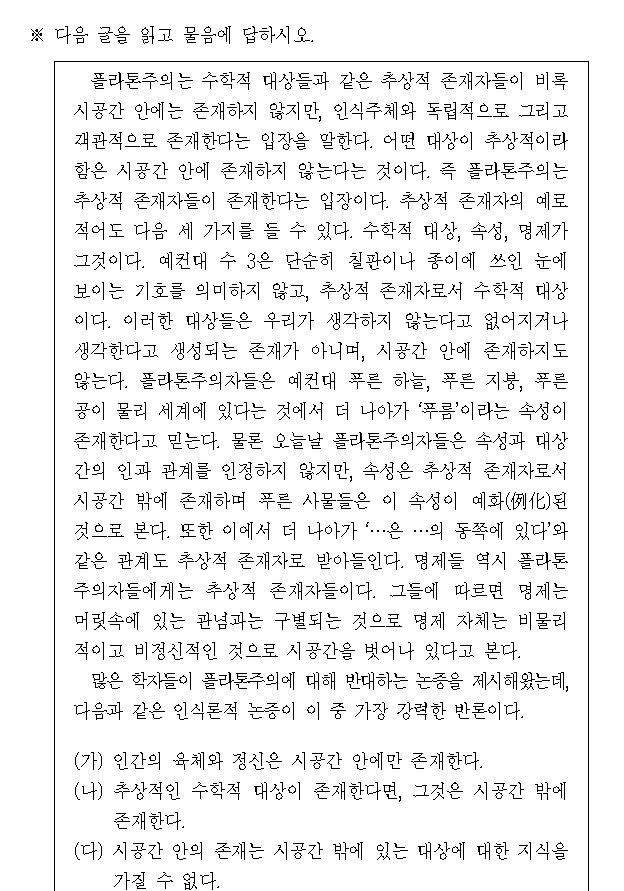 ※ 다음 글을 읽고 물음에 답하시오.
플라톤주의는 수학적 대상들과 같은 추상적 존재자들이 비록
시공간 안에는 존재하지 않지만, 인식주체와 독립적으로 그리고
객관적으로 존재한다는 입장을 말한다. 어떤 대상이 추상적이라
함은 시공간 안에 존재하지 않는다는 것이다. 즉 플라톤주의는
추상적 존재자들이 존재한다는 입장이다. 추상적 존재자의 예로
적어도 다음 세 가지를 들 수 있다. 수학적 대상, 속성, 명제가
그것이다. 예컨대 수 3은 단순히 칠판이나 종이에 쓰인 눈에
보이는 기호를 의미하지 않고, 추상적 존재자로서 수학적 대상
이다. 이러한 대상들은 우리가 생각하지 않는다고 없어지거나
생각한다고 생성되는 존재가 아니며, 시공간 안에 존재하지도
않는다. 플라톤주의자들은 예컨대 푸른 하늘, 푸른 지붕, 푸른
공이 물리 세계에 있다는 것에서 더 나아가 ‘푸름’이라는 속성이
존재한다고 믿는다. 물론 오늘날 플라톤주의자들은 속성과 대상
간의 인과 관계를 인정하지 않지만, 속성은 추상적 존재자로서
시공간 밖에 존재하며 푸른 사물들은 이 속성이 예화(例化)된
것으로 본다. 또한 이에서 더 나아가 ‘…은 …의 동쪽에 있다’와
같은 관계도 추상적 존재자로 받아들인다. 명제들 역시 플라톤
주의자들에게는 추상적 존재자들이다. 그들에 따르면 명제는
머릿속에 있는 관념과는 구별되는 것으로 명제 자체는 비물리
적이고 비정신적인 것으로 시공간을 벗어나 있다고 본다.
많은 학자들이 플라톤주의에 대해 반대하는 논증을 제시해왔는데,
다음과 같은 인식론적 논증이 이 중 가장 강력한 반론이다.
(가) 인간의 육체와 정신은 시공간 안에만 존재한다.
(나) 추상적인 수학적 대상이 존재한다면, 그것은 시공간 밖에
존재한다.
(다) 시공간 안의 존재는 시공간 밖에 있는 대상에 대한 지식을
가질 수 없다.